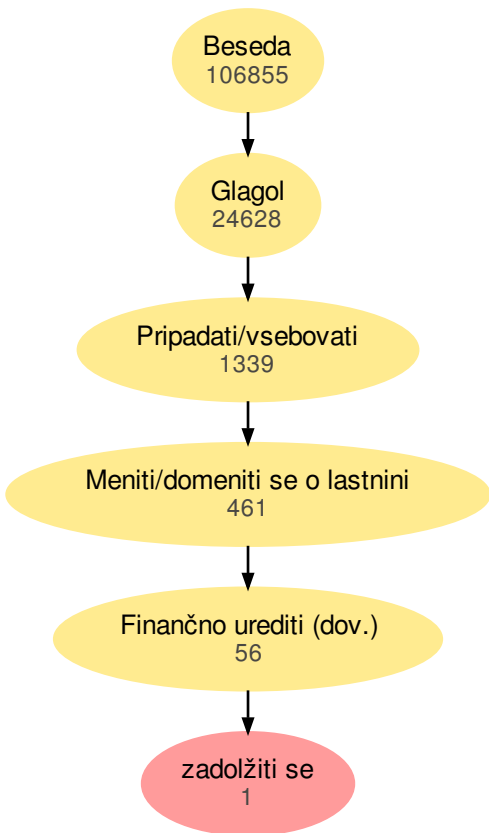 Beseda
106855
Glagol
24628
Pripadati/vsebovati
1339
Meniti/domeniti se o lastnini
461
Finančno urediti (dov.)
56
zadolžiti se
1